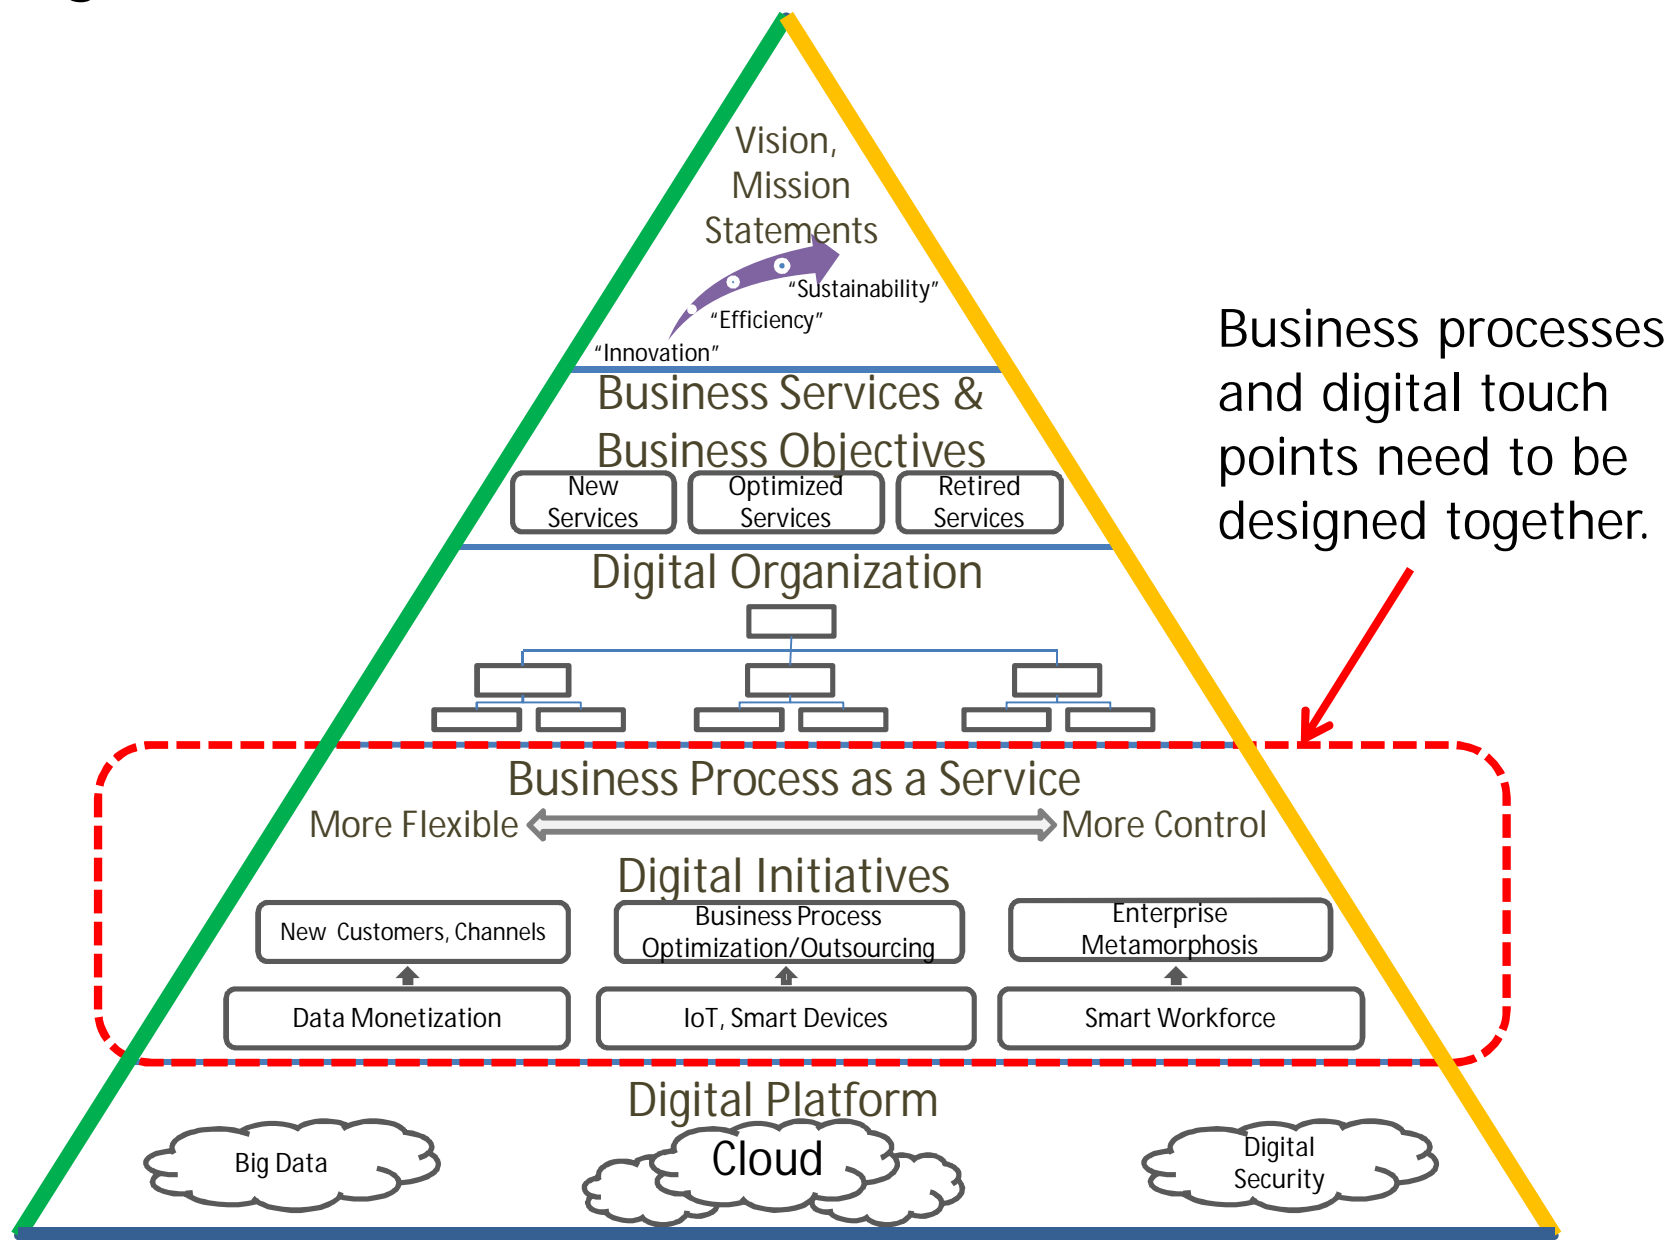 Vision,
Mission
Statements
“Sustainability”
“Efficiency”
“Innovation”
Business Services &
Business Objectives
New
Services
Optimized
Services
Retired
Services
Business processes
and digital touch
points need to be
designed together.
Digital Organization
Business Process as a Service
More Flexible
More Control
Digital Initiatives
New Customers, Channels
Business Process
Optimization/Outsourcing
Enterprise
Metamorphosis
Data Monetization
IoT, Smart Devices
Smart Workforce
Digital Platform
Big Data
Cloud
Digital
Security